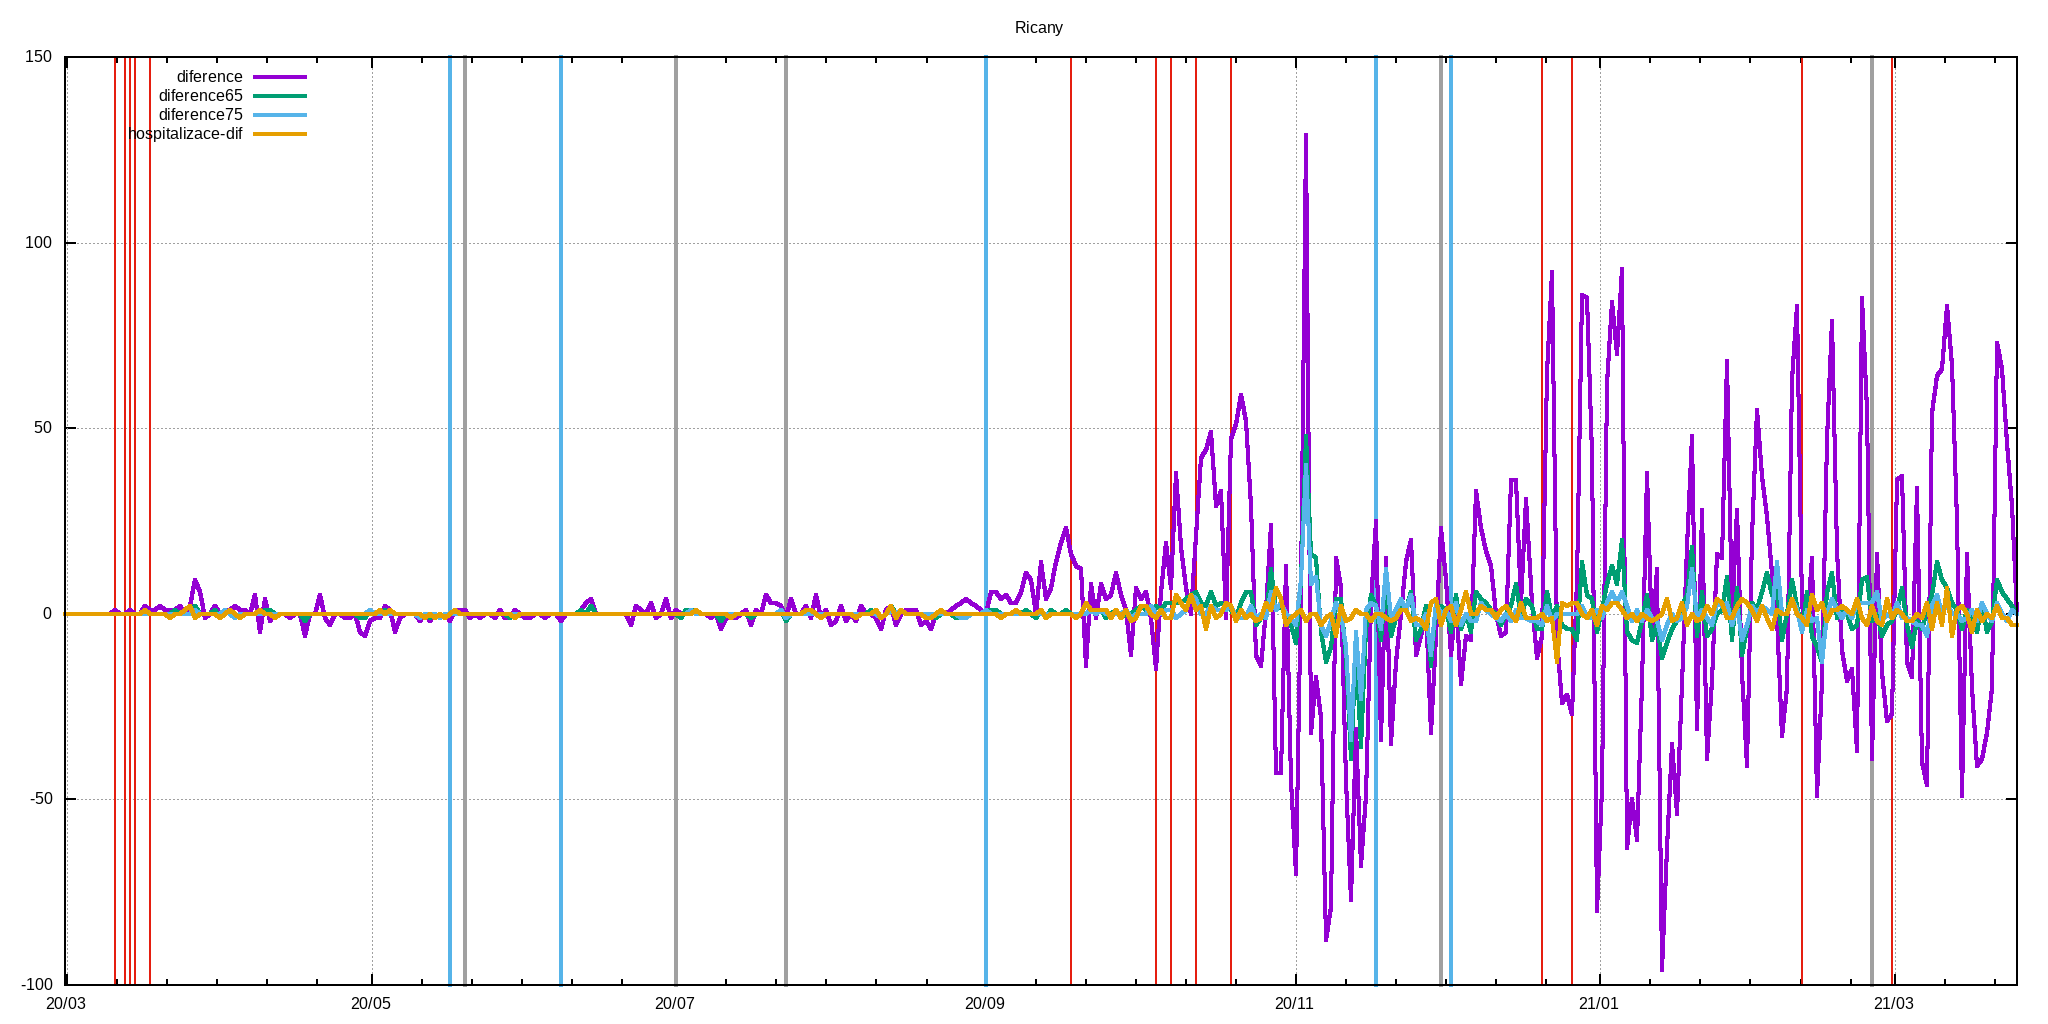 Ricany
150
diference
diference65
diference75
hospitalizace-dif
100
50
0
-50
-100
20/03 20/05 20/07 20/09 20/11 21/01 21/03